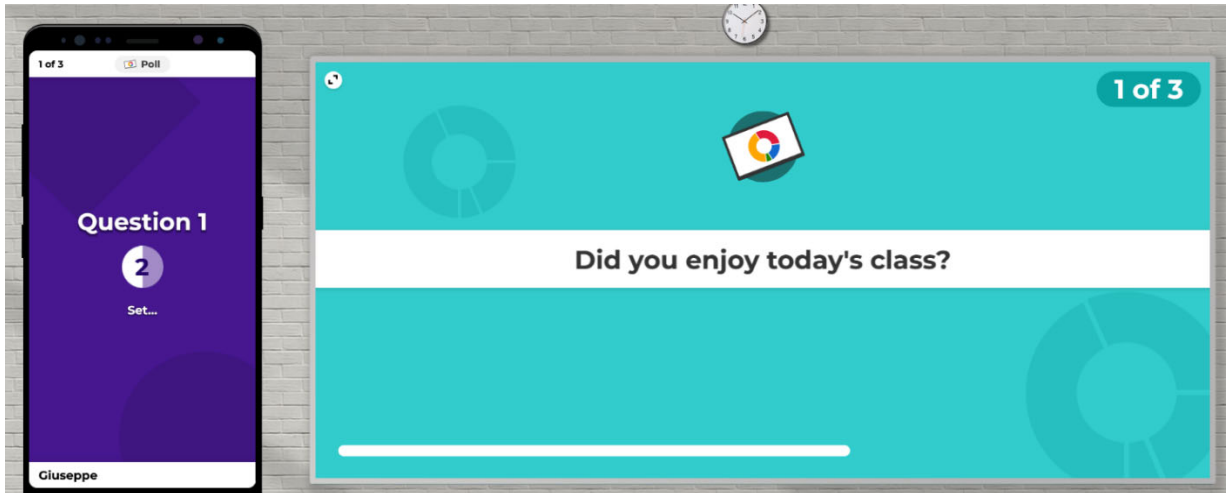 1 of 3
Poll
Question 1
2
Set...
Giuseppe
1 of 3
Did you enjoy today's class?